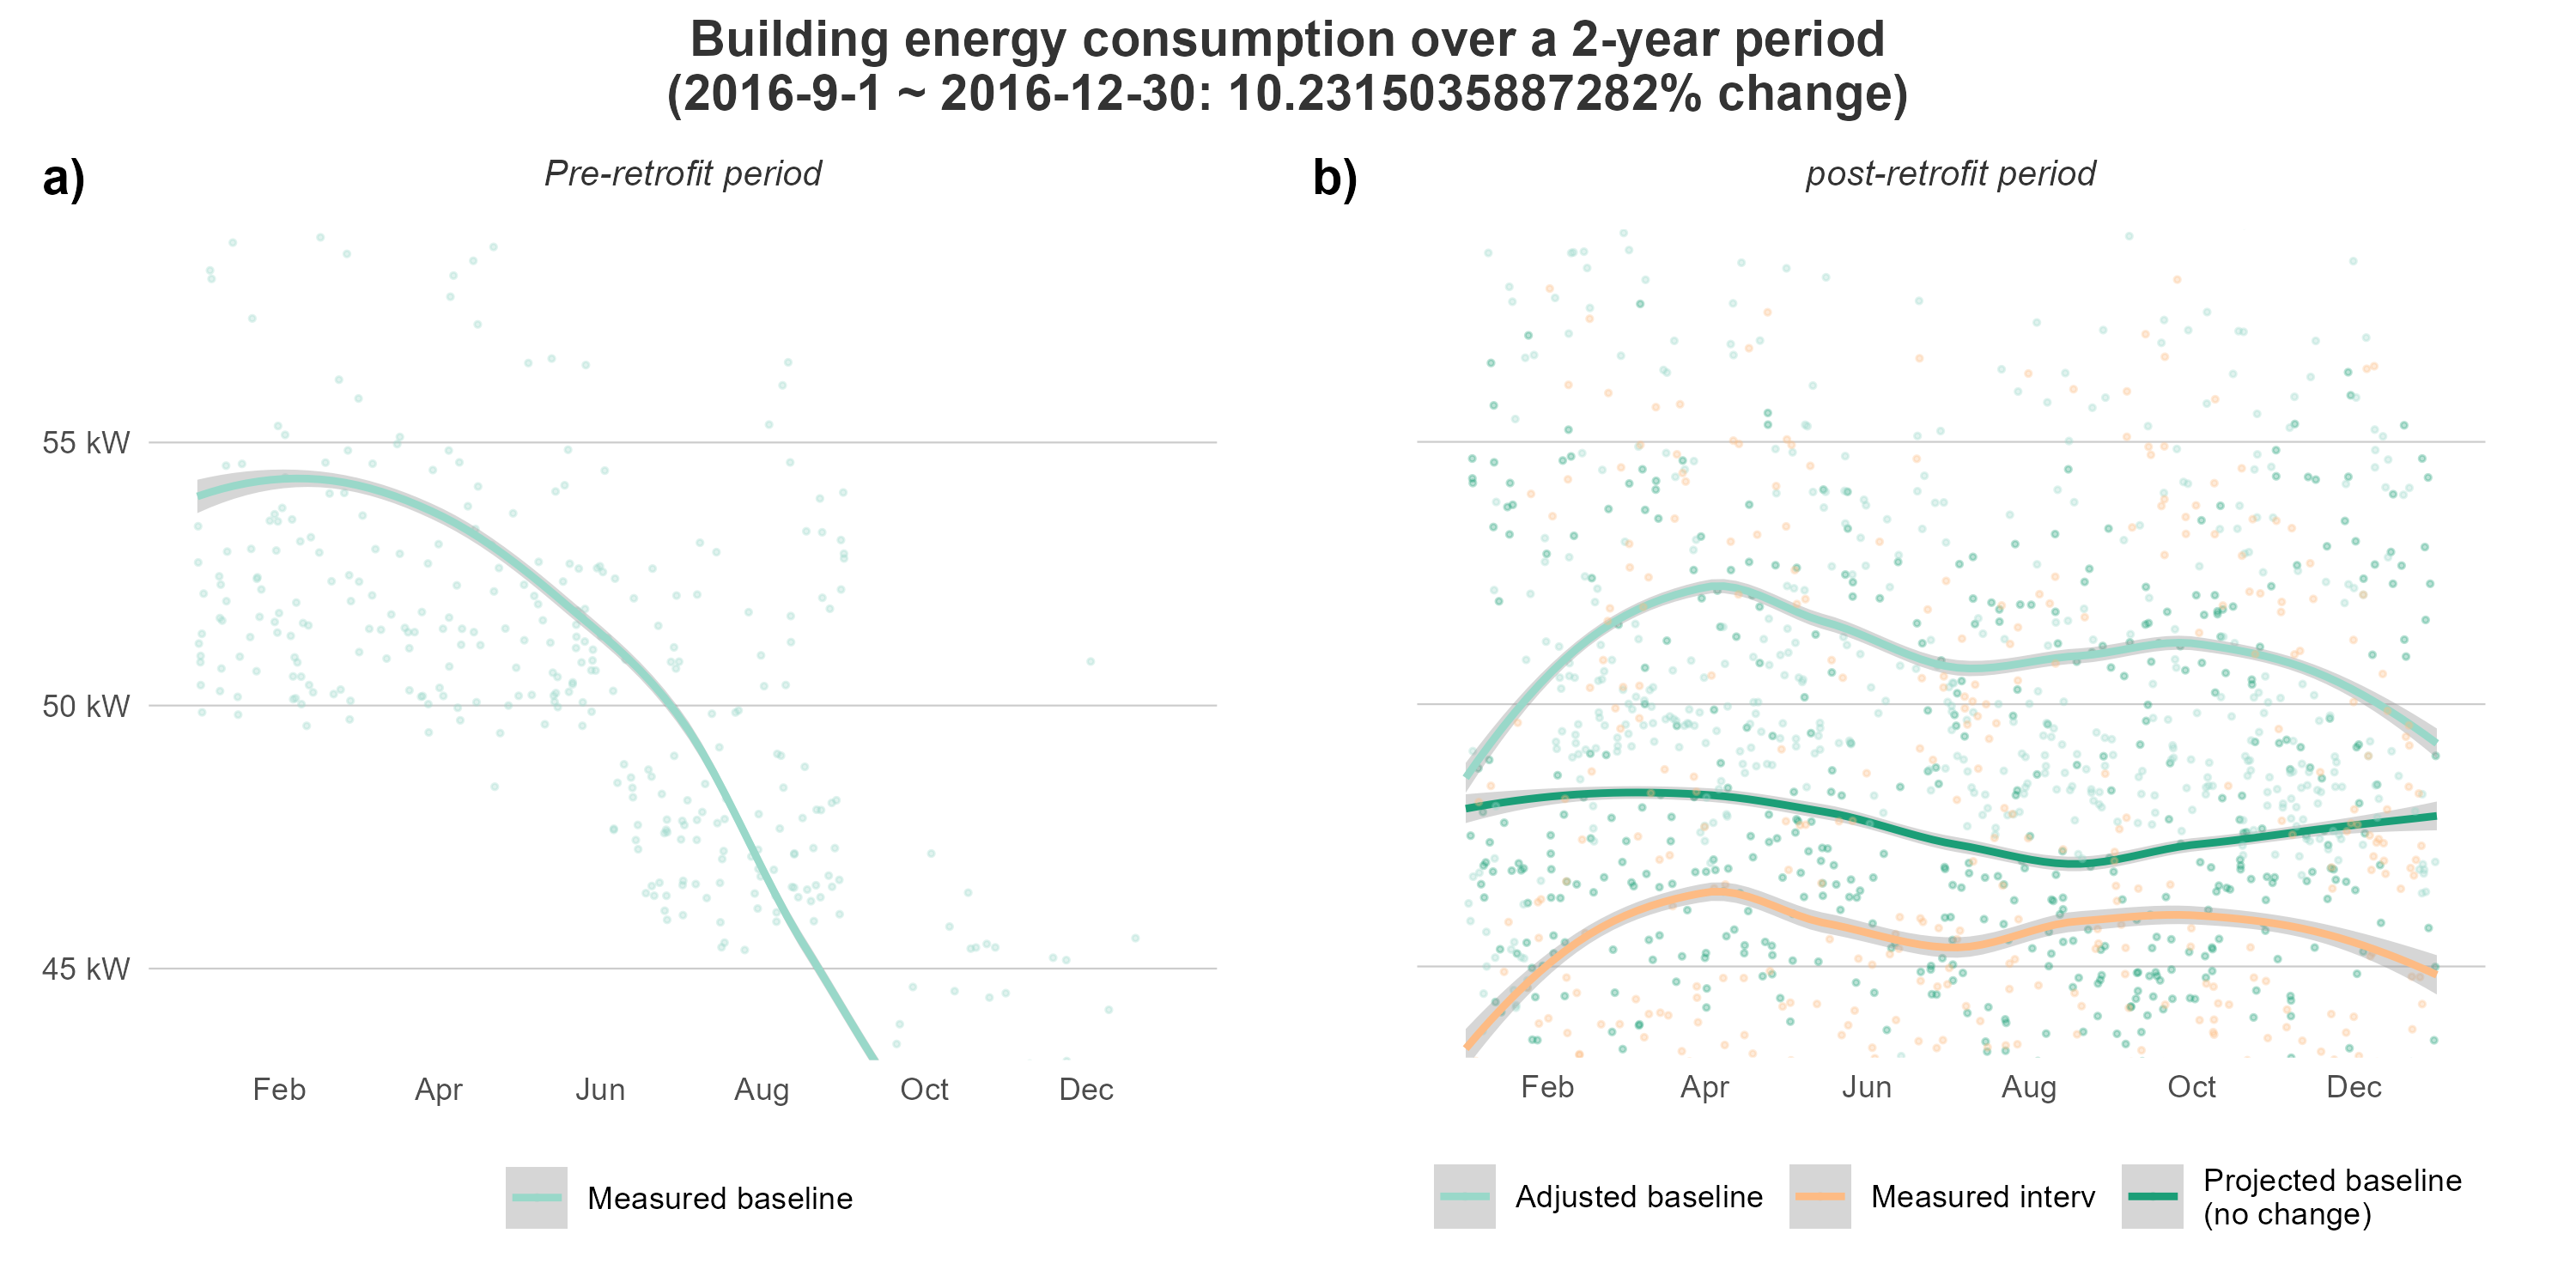 Building energy consumption over a 2-year period
(2016-9-1 ~ 2016-12-30: 10.2315035887282% change)
a)
Pre-retrofit period
55 kW
50 kW
45 kW
Feb Apr Jun Aug Oct Dec
Measured baseline
b)
post-retrofit period
Feb Apr Jun Aug Oct Dec
Adjusted baseline
Measured interv
Projected baseline
(no change)